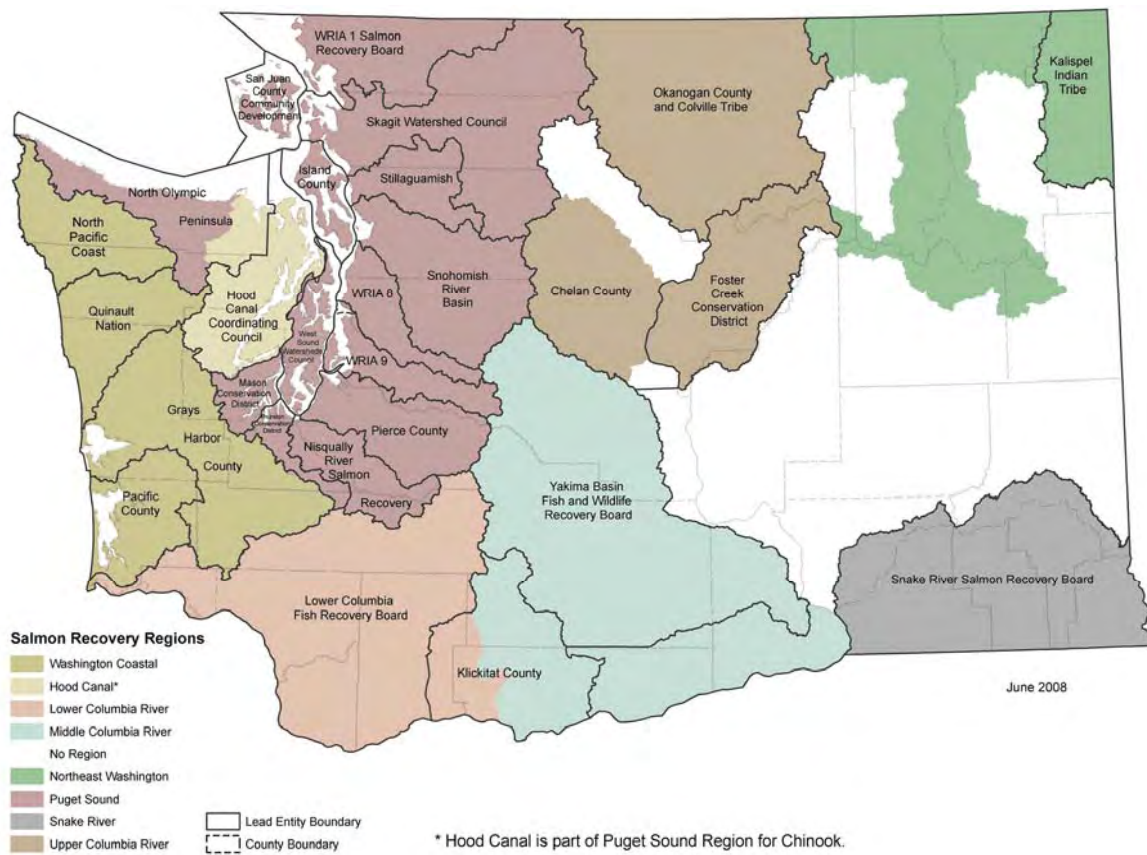 WRIA 1 Salmon
Recovery Board
San Juan
County
Community
Development
Skagit Watershed Council
Okanogan County
and Colville Tribe
Kalispel
Indian
Tribe
Island
County
Stillaguamish
North Olympic
Peninsula
North
Pacific
Coast
Snohomish
River
Basin
Chelan County
Foster
Creek
Conservation
District
Quinault
Nation
Hood
Canal
Coordinating
Council
WRIA 8
West
Sound
Watersheds
Council
WRIA 9
Mason
Conservation
District
Thurston
Conservation
District
Grays
Harbor
County
Pierce County
Nisqually
River
Salmon
Recovery
Pacific
County
Yakima Basin
Fish and Wildlife
Recovery Board
Snake River Salmon Recovery Board
Lower Columbia
Fish Recovery Board
Klickitat County
June 2008
Salmon Recovery Regions
Washington Coastal
Hood Canal*
Lower Columbia River
Middle Columbia River
No Region
Northeast Washington
Puget Sound
Snake River
Upper Columbia River
Lead Entity Boundary
County Boundary
* Hood Canal is part of Puget Sound Region for Chinook.